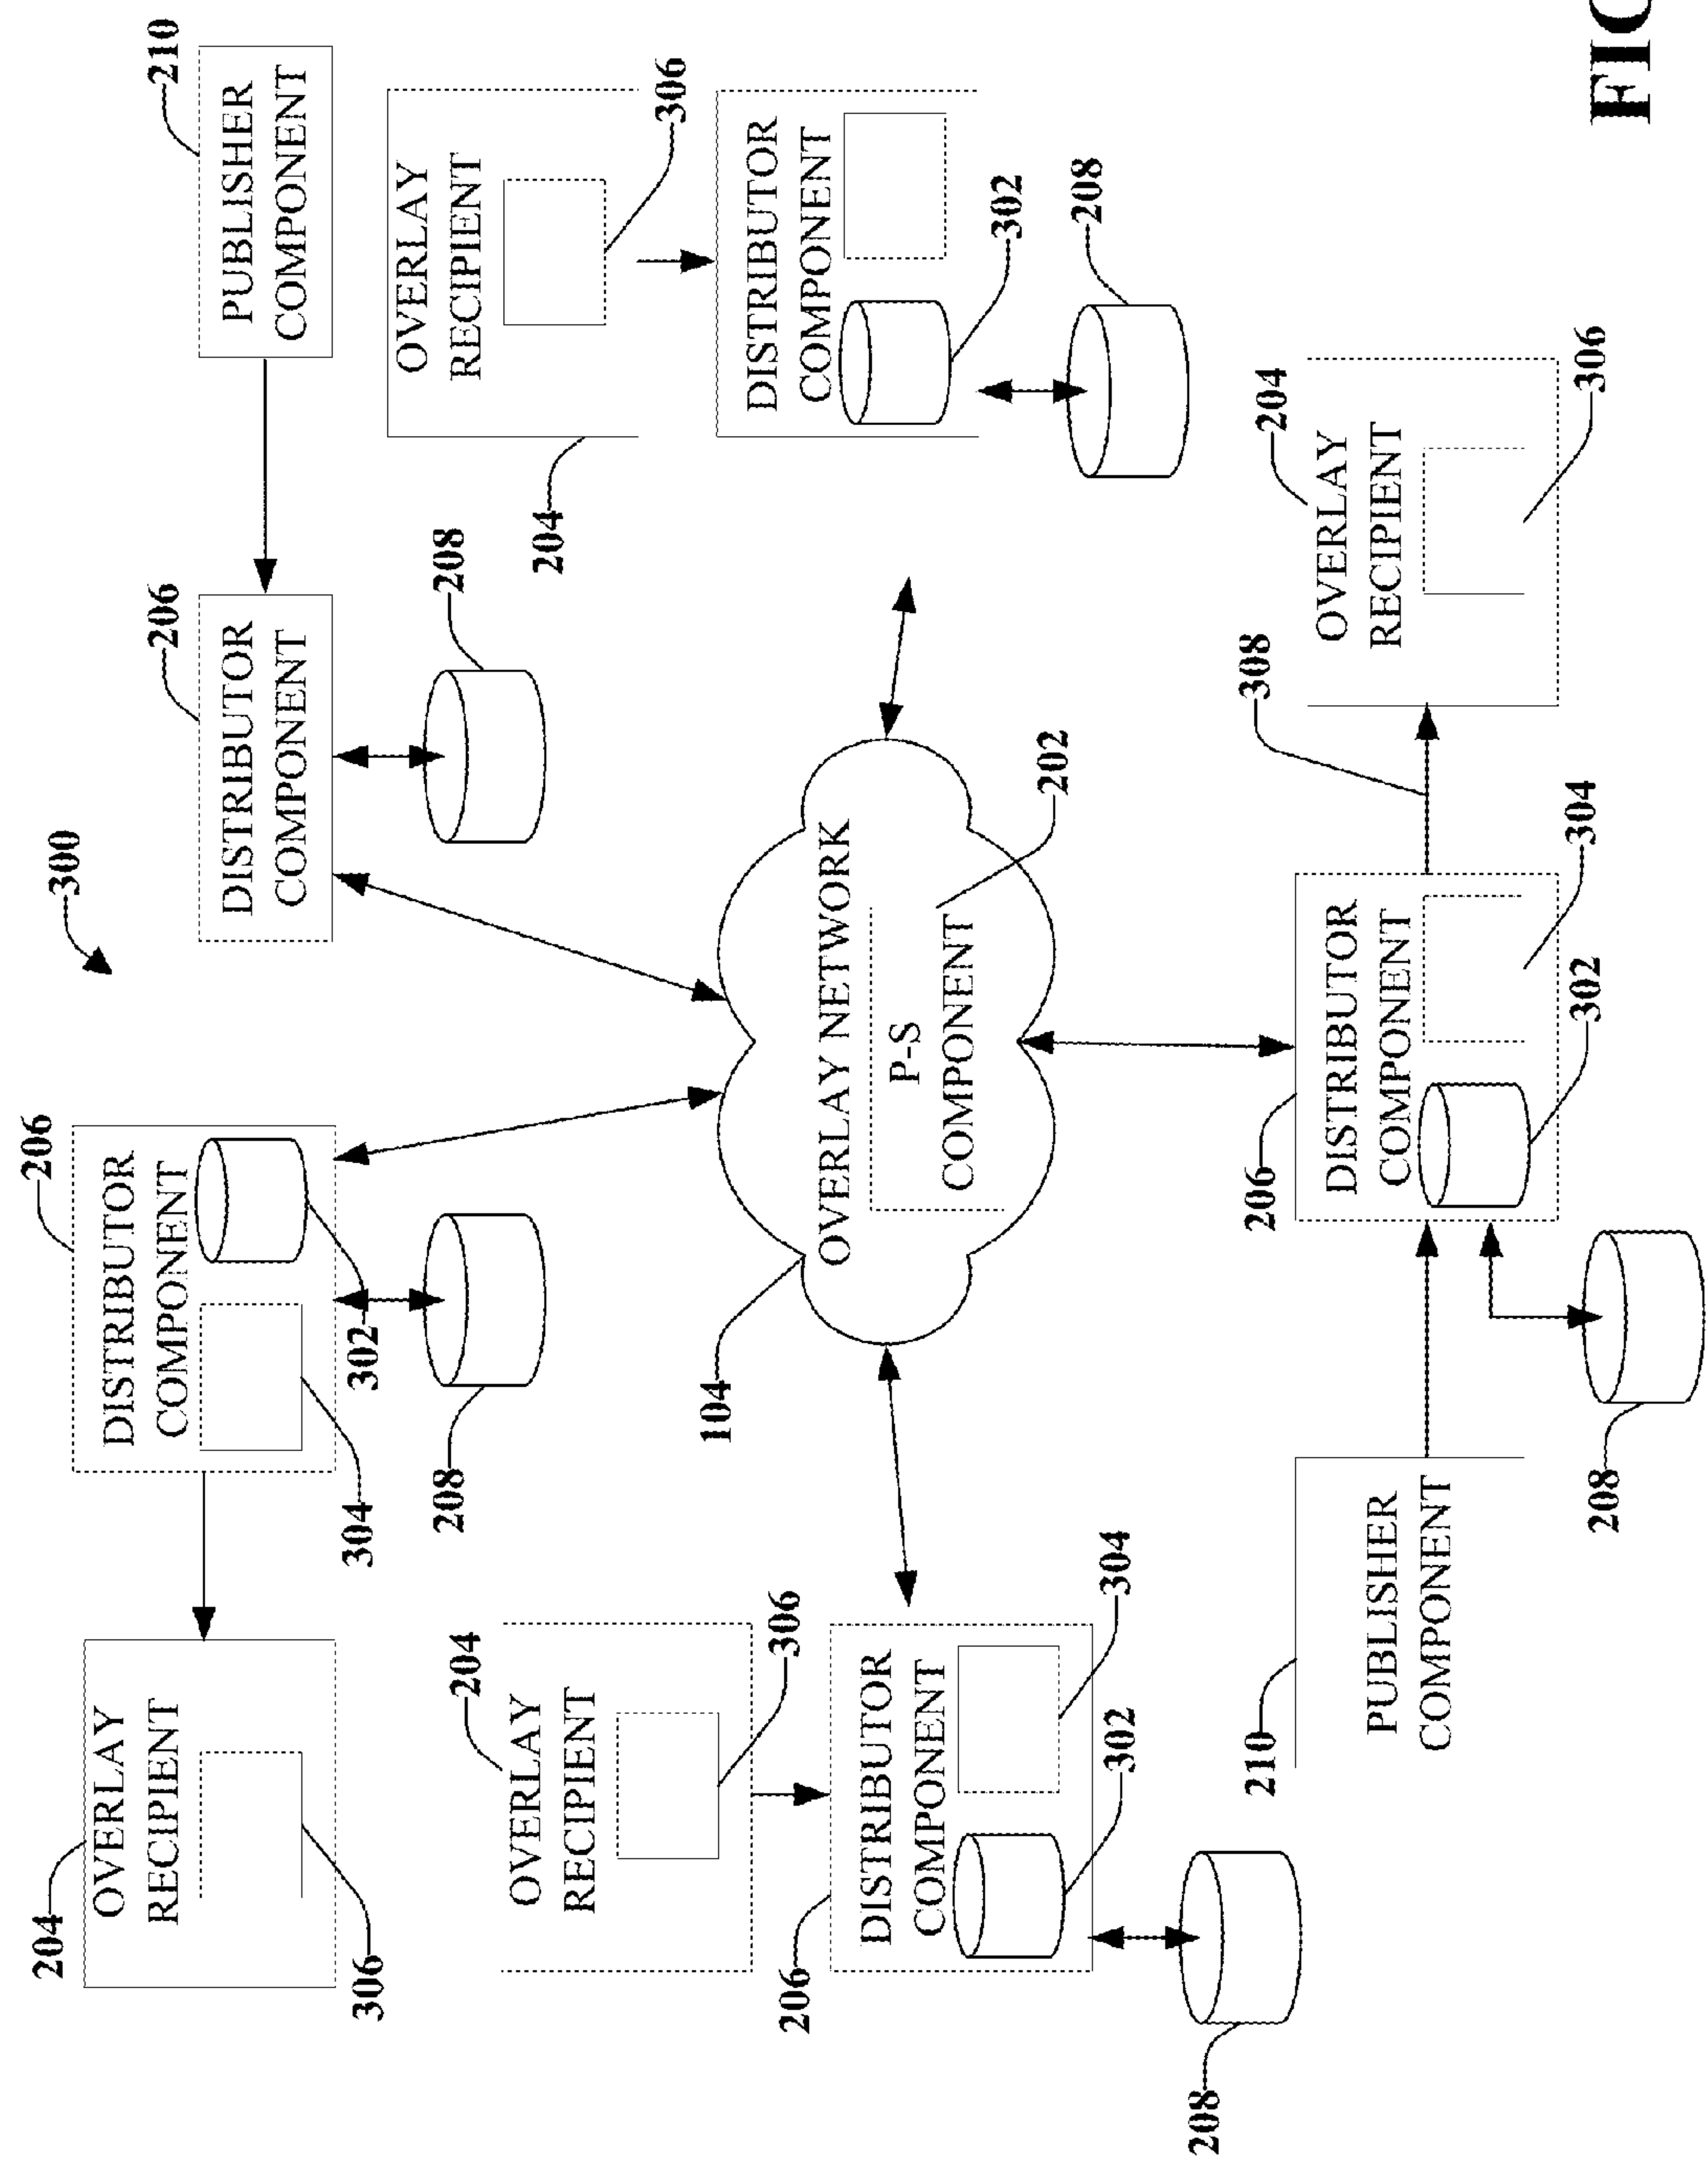 300
204
OVERLAY
RECIPIENT
306
206
DISTRIBUTOR
COMPONENT
304
302
208
206
DISTRIBUTOR
COMPONENT
208
210
PUBLISHER
COMPONENT
204
OVERLAY
RECIPIENT
306
206
DISTRIBUTOR
COMPONENT
302
304
208
104
OVERLAY NETWORK
P-S
COMPONENT
202
204
OVERLAY
RECIPIENT
306
DISTRIBUTOR
COMPONENT
302
208
210
PUBLISHER
COMPONENT
208
206
DISTRIBUTOR
COMPONENT
302
304
308
204
OVERLAY
RECIPIENT
306